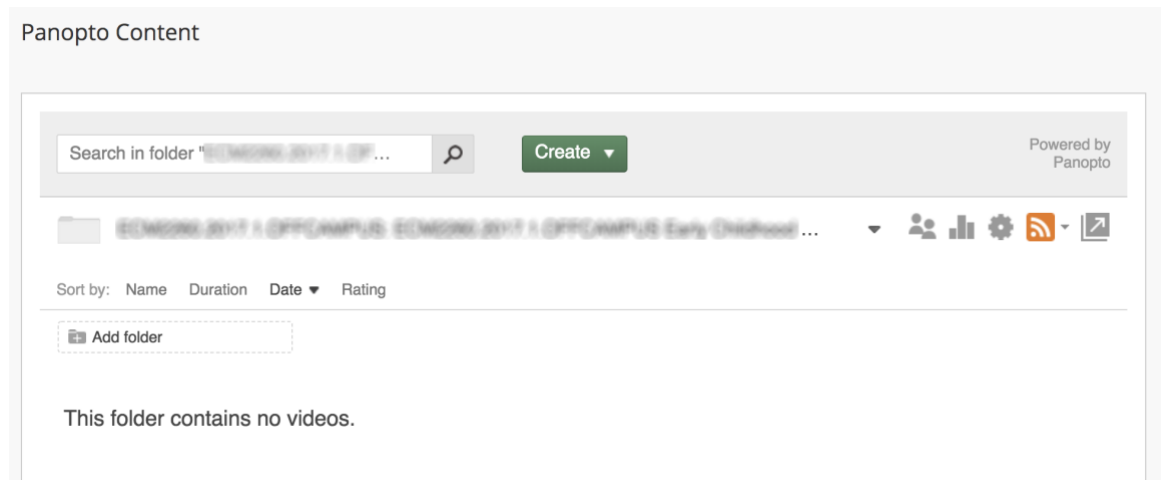 Panopto Content
Search in folder " ...
Create
Powered by
Panopto
...
Sort by: Name Duration Date Rating
Add folder
This folder contains no videos.